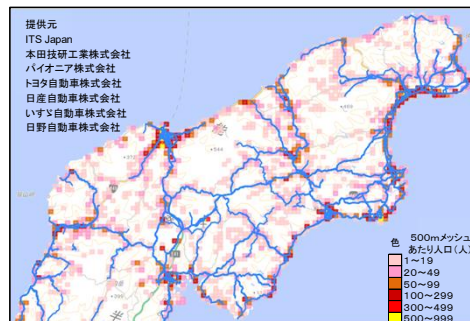 提供元
ITS Japan
本田技研工業株式会社
パイオニア株式会社
トヨタ自動車株式会社
日産自動車株式会社
いすゞ自動車株式会社
日野自動車株式会社
色 500mメッシュ
あたり人口(人)
1~19
20~49
50~99
100~299
300~499
500~999